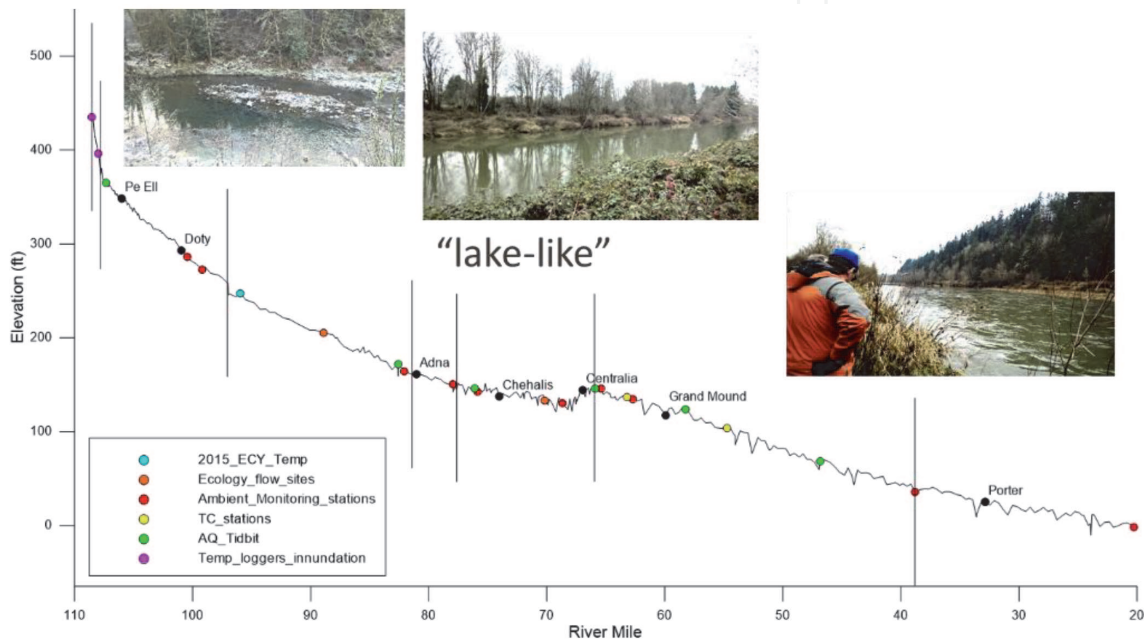 500
400
300
200
100
0
Elevation (ft)
Pe Ell
Doty
"lake-like"
Adna
Chehalis
Centralia
Grand Mound
Porter
2015_ECY_Temp
Ecology_flow_sites
Ambient_Monitoring_stations
TC_stations
AQ_Tidbit
Temp_loggers_innundation
110 100 90 80 70 60 50 40 30 20
River Mile